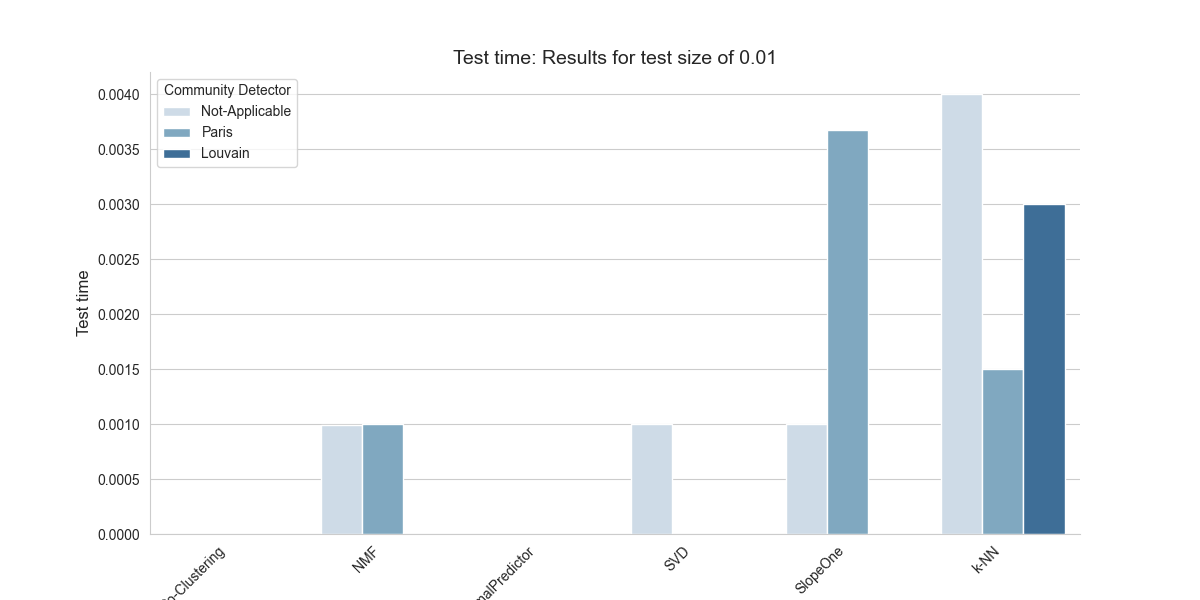 Test time: Results for test size of 0.01
Community Detector
Not-Applicable
Paris
Louvain
0.0040
0.0035
0.0030
0.0025
0.0020
0.0015
0.0010
0.0005
0.0000
Test time
o-Clustering
NMF
malPredictor
SVD
SlopeOne
k-NN